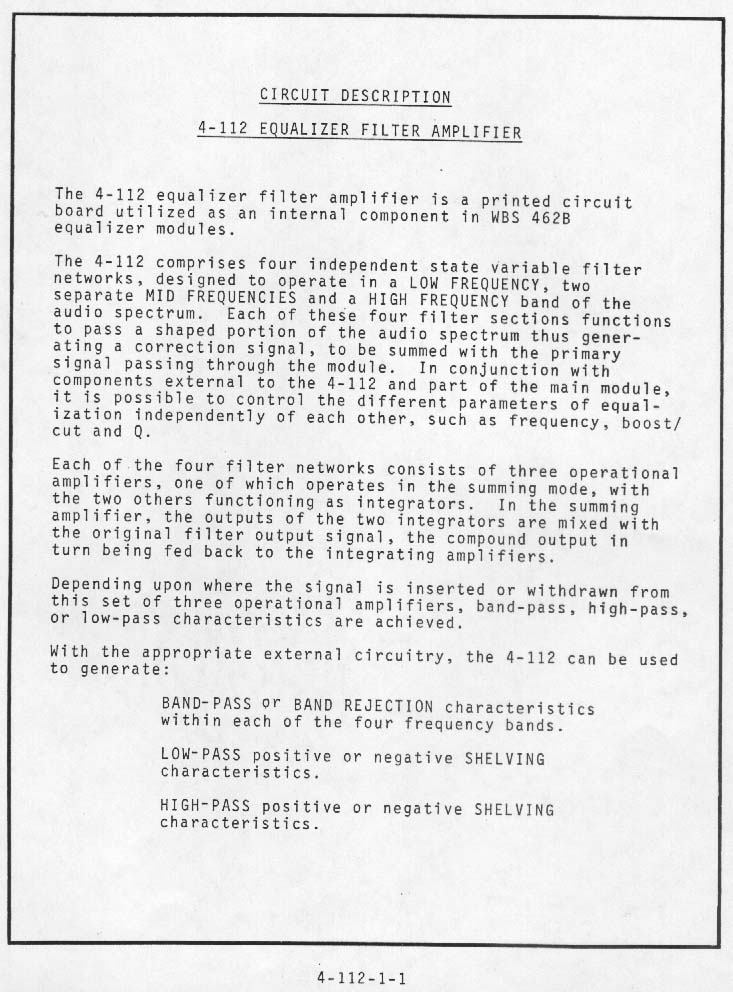 CIRCUIT DESCRIPTION
4-112 EQUALIZER FILTER AMPLIFIER
The 4-112 equalizer filter amplifier is a printed circuit
board utilized as an internal component in WBS 462B
equalizer modules.
The 4-112 comprises four independent state variable filter
networks, designed to operate in a LOW FREQUENCY, two
separate MID FREQUENCIES and a HIGH FREQUENCY band of the
audio spectrum. Each of these four filter sections functions
to pass a shaped portion of the audio spectrum thus gener-
ating a correction signal, to be summed with the primary
signal passing through the module. In conjunction with
components external to the 4-112 and part of the main module,
it is possible to control the different parameters of equal-
ization independently of each other, such as frequency, boost/
cut and Q.
Each of the four filter networks consists of three operational
amplifiers, one of which operates in the summing mode, with
the two others functioning as integrators. In the summing
amplifier, the outputs of the two integrators are mixed with
the original filter output signal, the compound output in
turn being fed back to the integrating amplifiers.
Depending upon where the signal is inserted or withdrawn from
this set of three operational amplifiers, band-pass, high-pass,
or low-pass characteristics are achieved.
With the appropriate external circuitry, the 4-112 can be used
to generate:
BAND-PASS or BAND REJECTION characteristics
within each of the four frequency bands.
LOW-PASS positive or negative SHELVING
characteristics.
HIGH-PASS positive or negative SHELVING
characteristics.
4-112-1-1